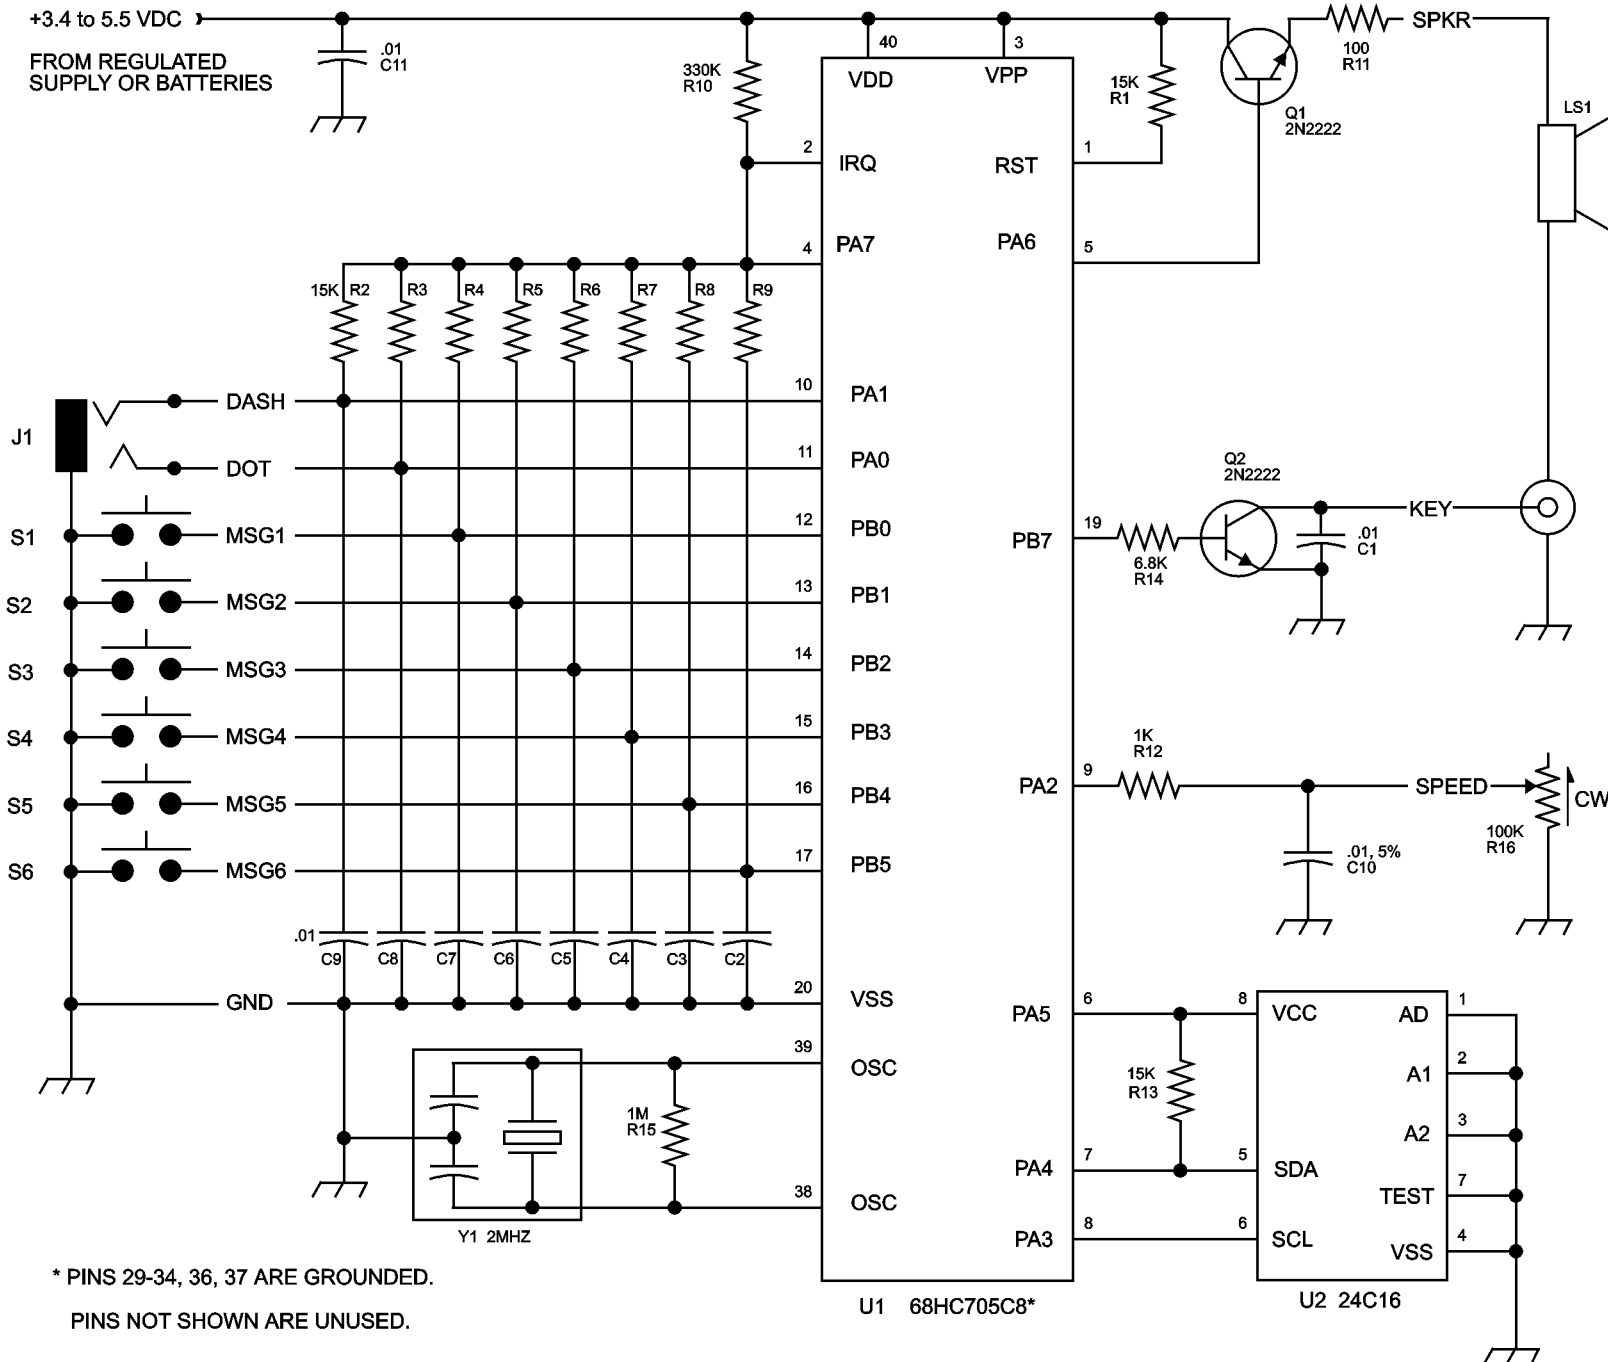 +3.4 to 5.5 VDC
FROM REGULATED
SUPPLY OR BATTERIES
.01
C11
330K
R10
40
3
VDD
VPP
15K
R1
Q1
2N2222
100
R11
SPKR
LS1
2
IRQ
RST
1
4
PA7
PA6
5
15K
R2
R3
R4
R5
R6
R7
R8
R9
J1
DASH
10
PA1
DOT
11
PA0
S1
MSG1
12
PB0
S2
MSG2
13
PB1
S3
MSG3
14
PB2
S4
MSG4
15
PB3
S5
MSG5
16
PB4
S6
MSG6
17
PB5
PB7
19
6.8K
R14
Q2
2N2222
.01
C1
KEY
PA2
9
1K
R12
.01, 5%
C10
SPEED
100K
R16
CW
.01
C9
C8
C7
C6
C5
C4
C3
C2
GND
20
VSS
39
OSC
1M
R15
38
OSC
Y1 2MHZ
PA5
6
8
VCC
AD
1
15K
R13
A1
2
A2
3
PA4
7
5
SDA
TEST
7
PA3
8
6
SCL
VSS
4
U1 68HC705C8*
U2 24C16
* PINS 29-34, 36, 37 ARE GROUNDED.
PINS NOT SHOWN ARE UNUSED.